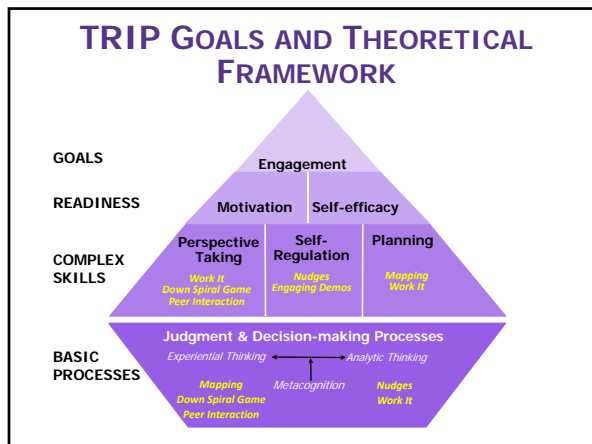 TRIP GOALS AND THEORETICAL
FRAMEWORK
GOALS
Engagement
READINESS
Motivation
Self-efficacy
COMPLEX
SKILLS
Perspective
Taking
Work It
Down Spiral Game
Peer Interaction
Self-
Regulation
Nudges
Engaging Demos
Planning
Mapping
Work It
BASIC
PROCESSES
Judgment & Decision-making Processes
Experiential Thinking
Analytic Thinking
Metacognition
Mapping
Down Spiral Game
Peer Interaction
Nudges
Work It